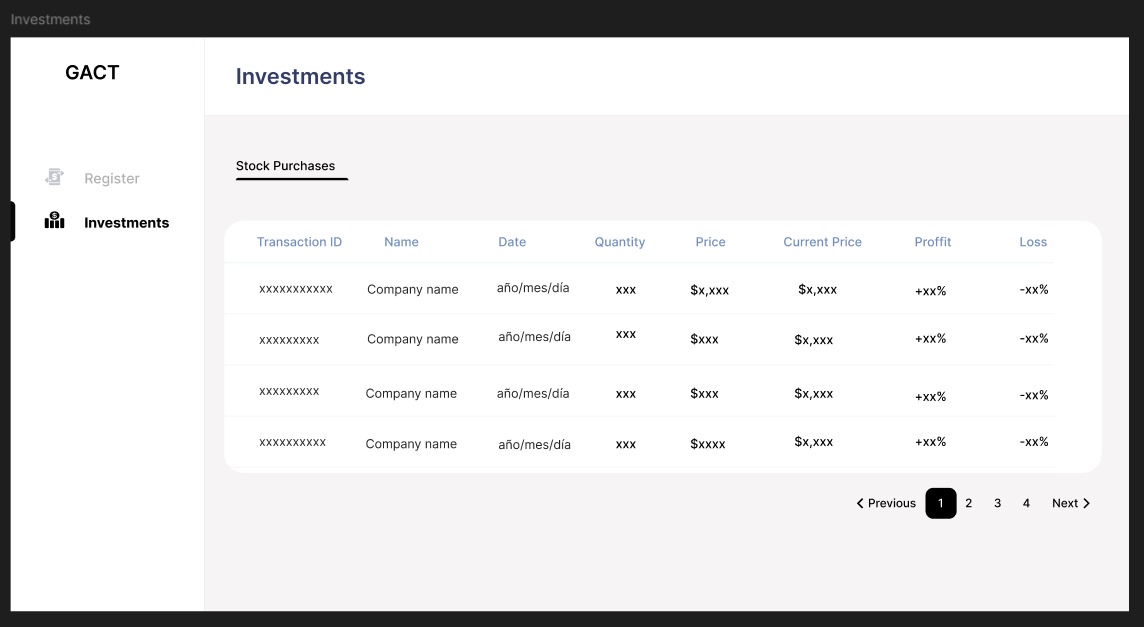 Investments
GACT
Investments
Register
Investments
Stock Purchases
Transaction ID Name Date Quantity Price Current Price Proffit Loss
xxxxxxxxxxx Company name año/mes/día xxx $x,xxx $x,xxx +xx% -xx%
xxxxxxxxx Company name año/mes/día xxx $xxx $x,xxx +xx% -xx%
xxxxxxxxx Company name año/mes/día xxx $xxx $x,xxx +xx% -xx%
xxxxxxxxxx Company name año/mes/día xxx $xxxx $x,xxx +xx% -xx%
Previous 1 2 3 4 Next